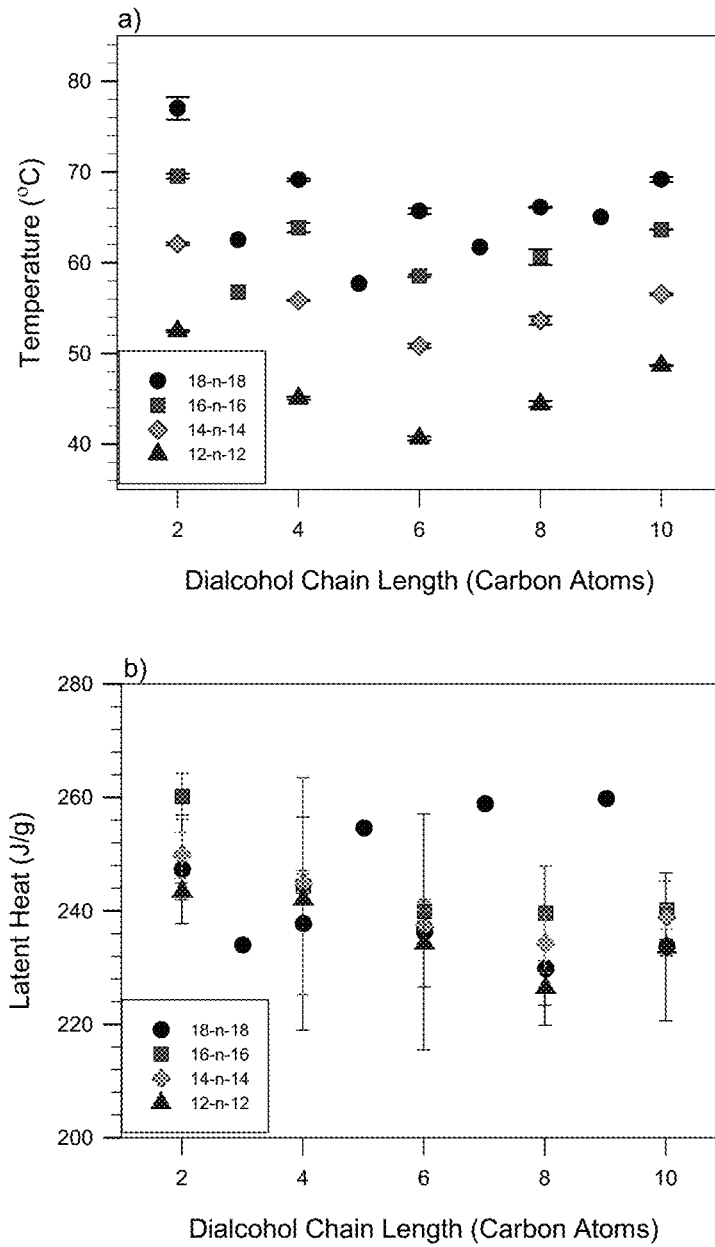 a)
80
70
60
50
40
Temperature (°C)
18-n-18
16-n-16
14-n-14
12-n-12
2
4
6
8
10
Dialcohol Chain Length (Carbon Atoms)
b)
280
260
240
220
200
Latent Heat (J/g)
18-n-18
16-n-16
14-n-14
12-n-12
2
4
6
8
10
Dialcohol Chain Length (Carbon Atoms)